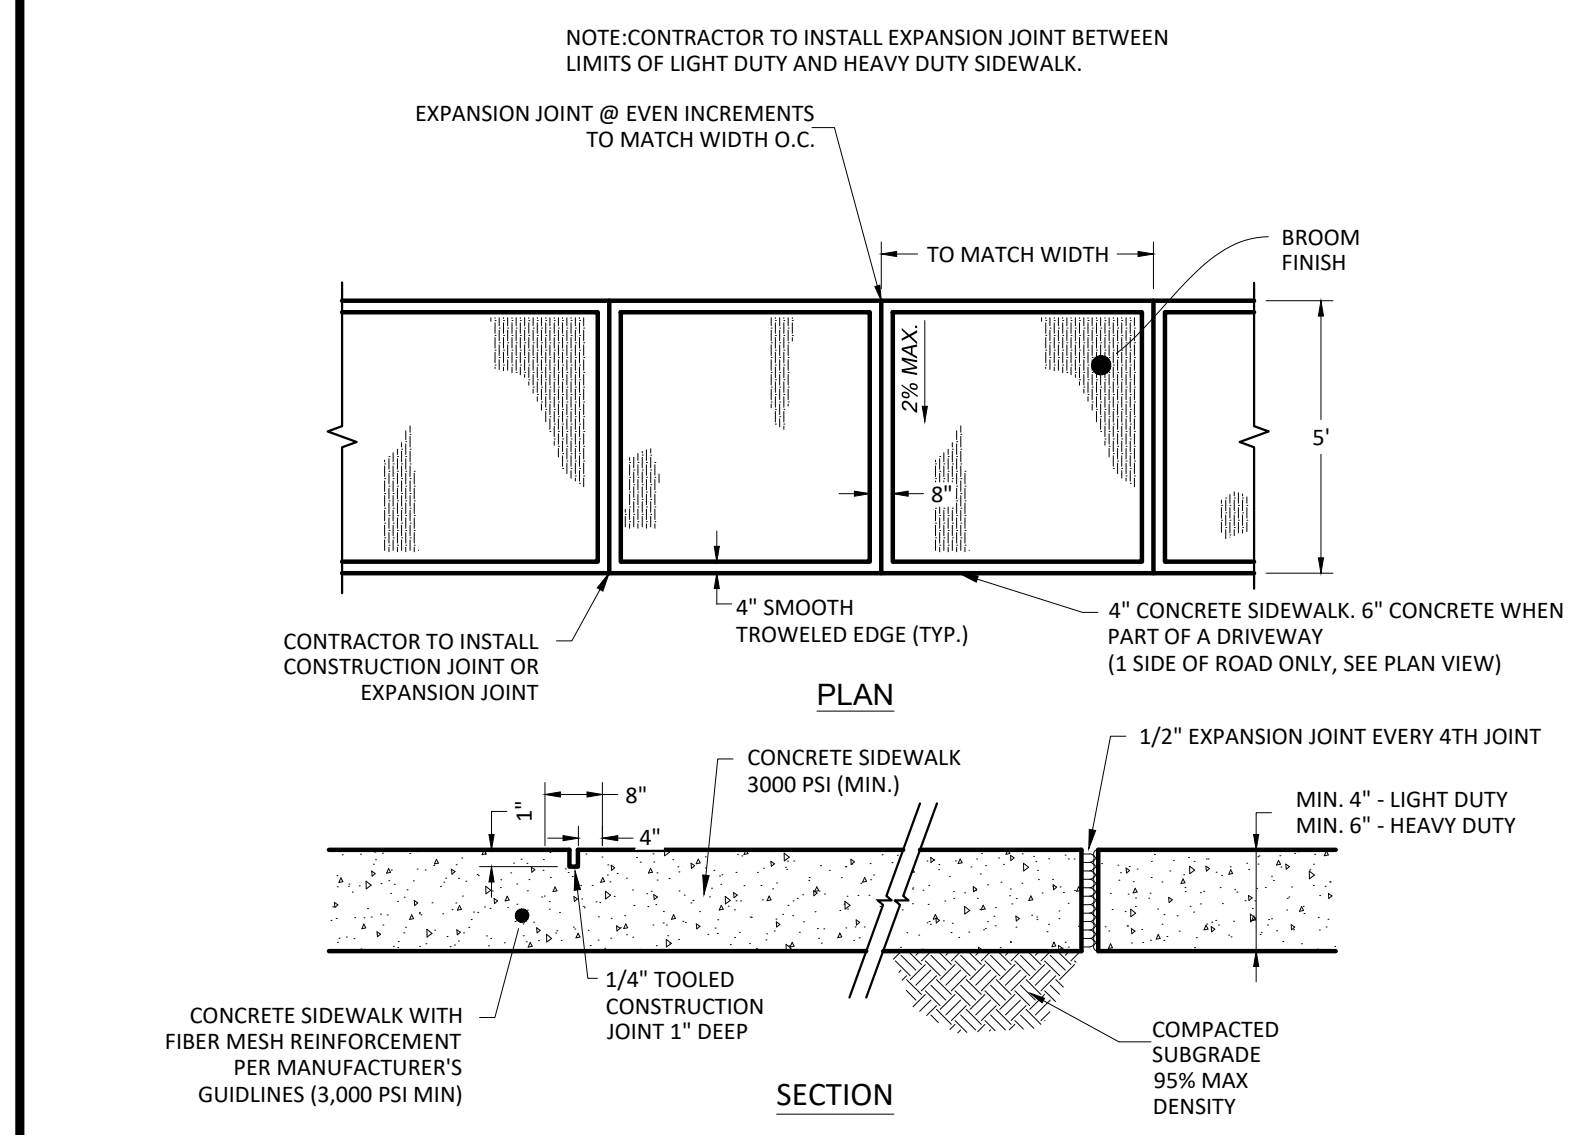 NOTE:CONTRACTOR TO INSTALL EXPANSION JOINT BETWEEN
LIMITS OF LIGHT DUTY AND HEAVY DUTY SIDEWALK.
EXPANSION JOINT @ EVEN INCREMENTS
TO MATCH WIDTH O.C.
TO MATCH WIDTH
BROOM
FINISH
2% MAX.
5'
8"
4" SMOOTH
TROWELED EDGE (TYP.)
4" CONCRETE SIDEWALK. 6" CONCRETE WHEN
PART OF A DRIVEWAY
(1 SIDE OF ROAD ONLY, SEE PLAN VIEW)
CONTRACTOR TO INSTALL
CONSTRUCTION JOINT OR
EXPANSION JOINT
PLAN
1/2" EXPANSION JOINT EVERY 4TH JOINT
CONCRETE SIDEWALK
3000 PSI (MIN.)
1"
8"
4"
MIN. 4" - LIGHT DUTY
MIN. 6" - HEAVY DUTY
1/4" TOOLED
CONSTRUCTION
JOINT 1" DEEP
CONCRETE SIDEWALK WITH
FIBER MESH REINFORCEMENT
PER MANUFACTURER'S
GUIDLINES (3,000 PSI MIN)
COMPACTED
SUBGRADE
95% MAX
DENSITY
SECTION